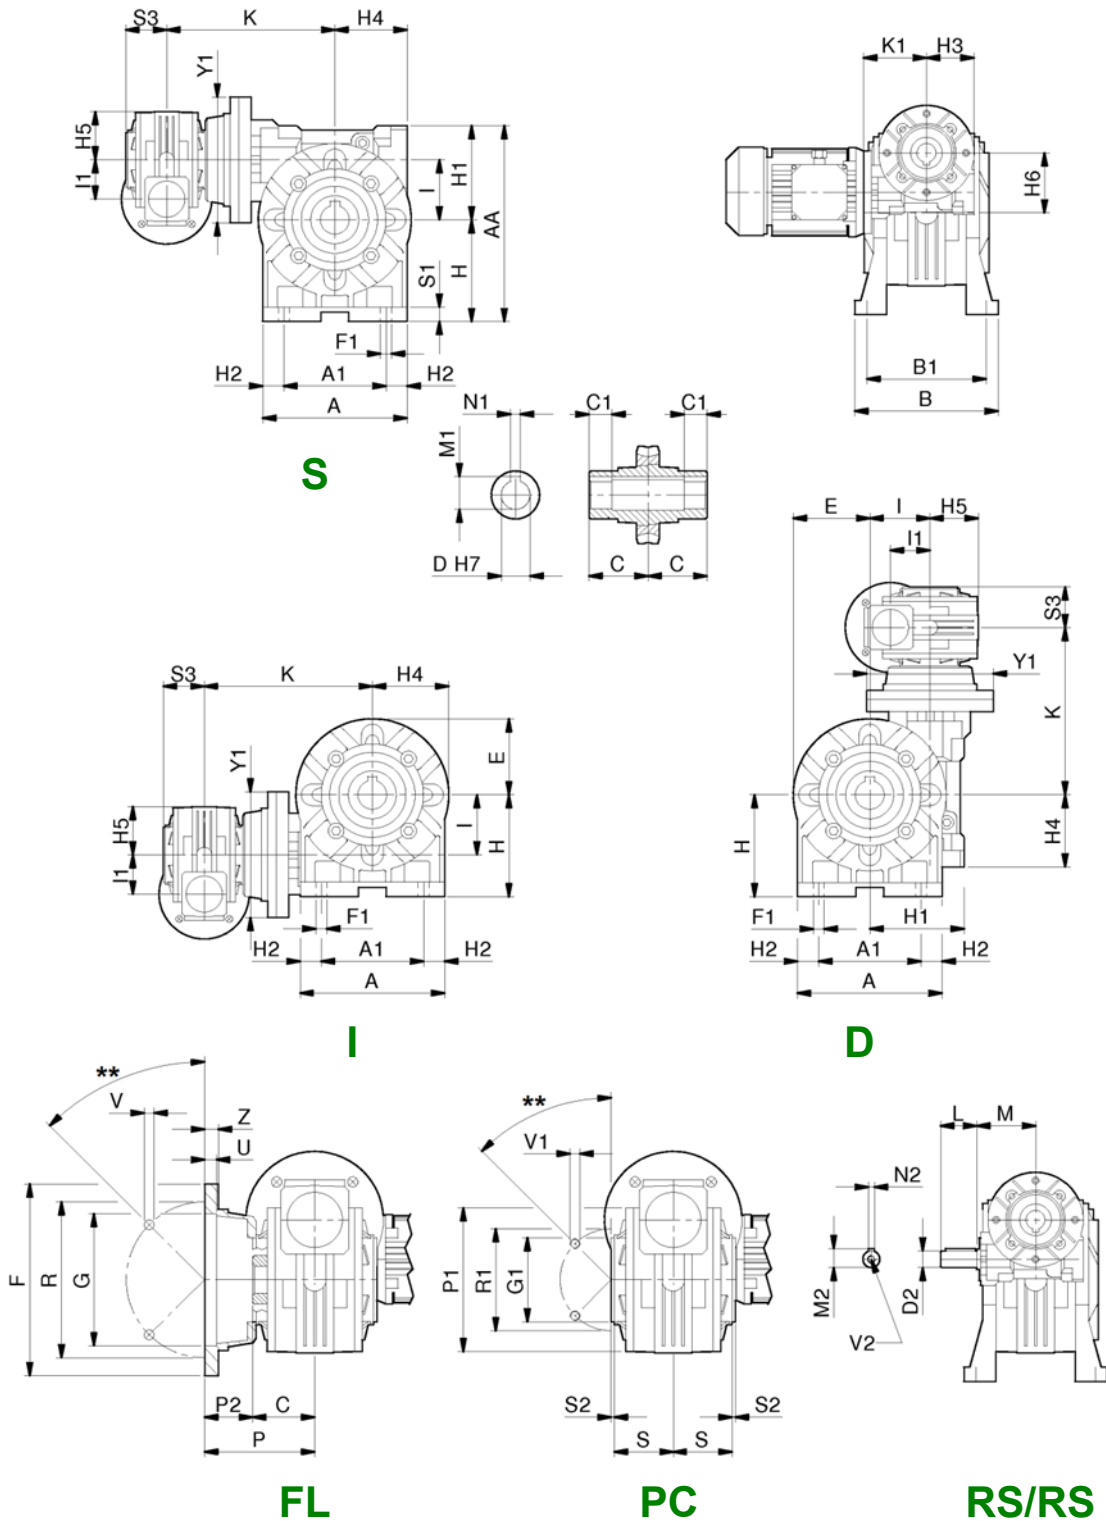 S3 K H4
Y1
H5
I1
I
H1
AA
H
S1
F1
H2 A1 H2
A
S
K1 H3
H6
B1
B
N1
M1
D H7
C1 C1
C C
E I H5
I1
S3
Y1
K
H
H4
F1
H1
H2 A1 H2
A
D
S3 K H4
Y1
E
H5
I1
I
H
F1
H2 A1 H2
A
I
**
V
Z
U
F
R
G
P2 C
P
FL
**
V1
P1
R1
G1
S2 S2
S S
PC
L M
N2
M2
D2
V2
RS/RS